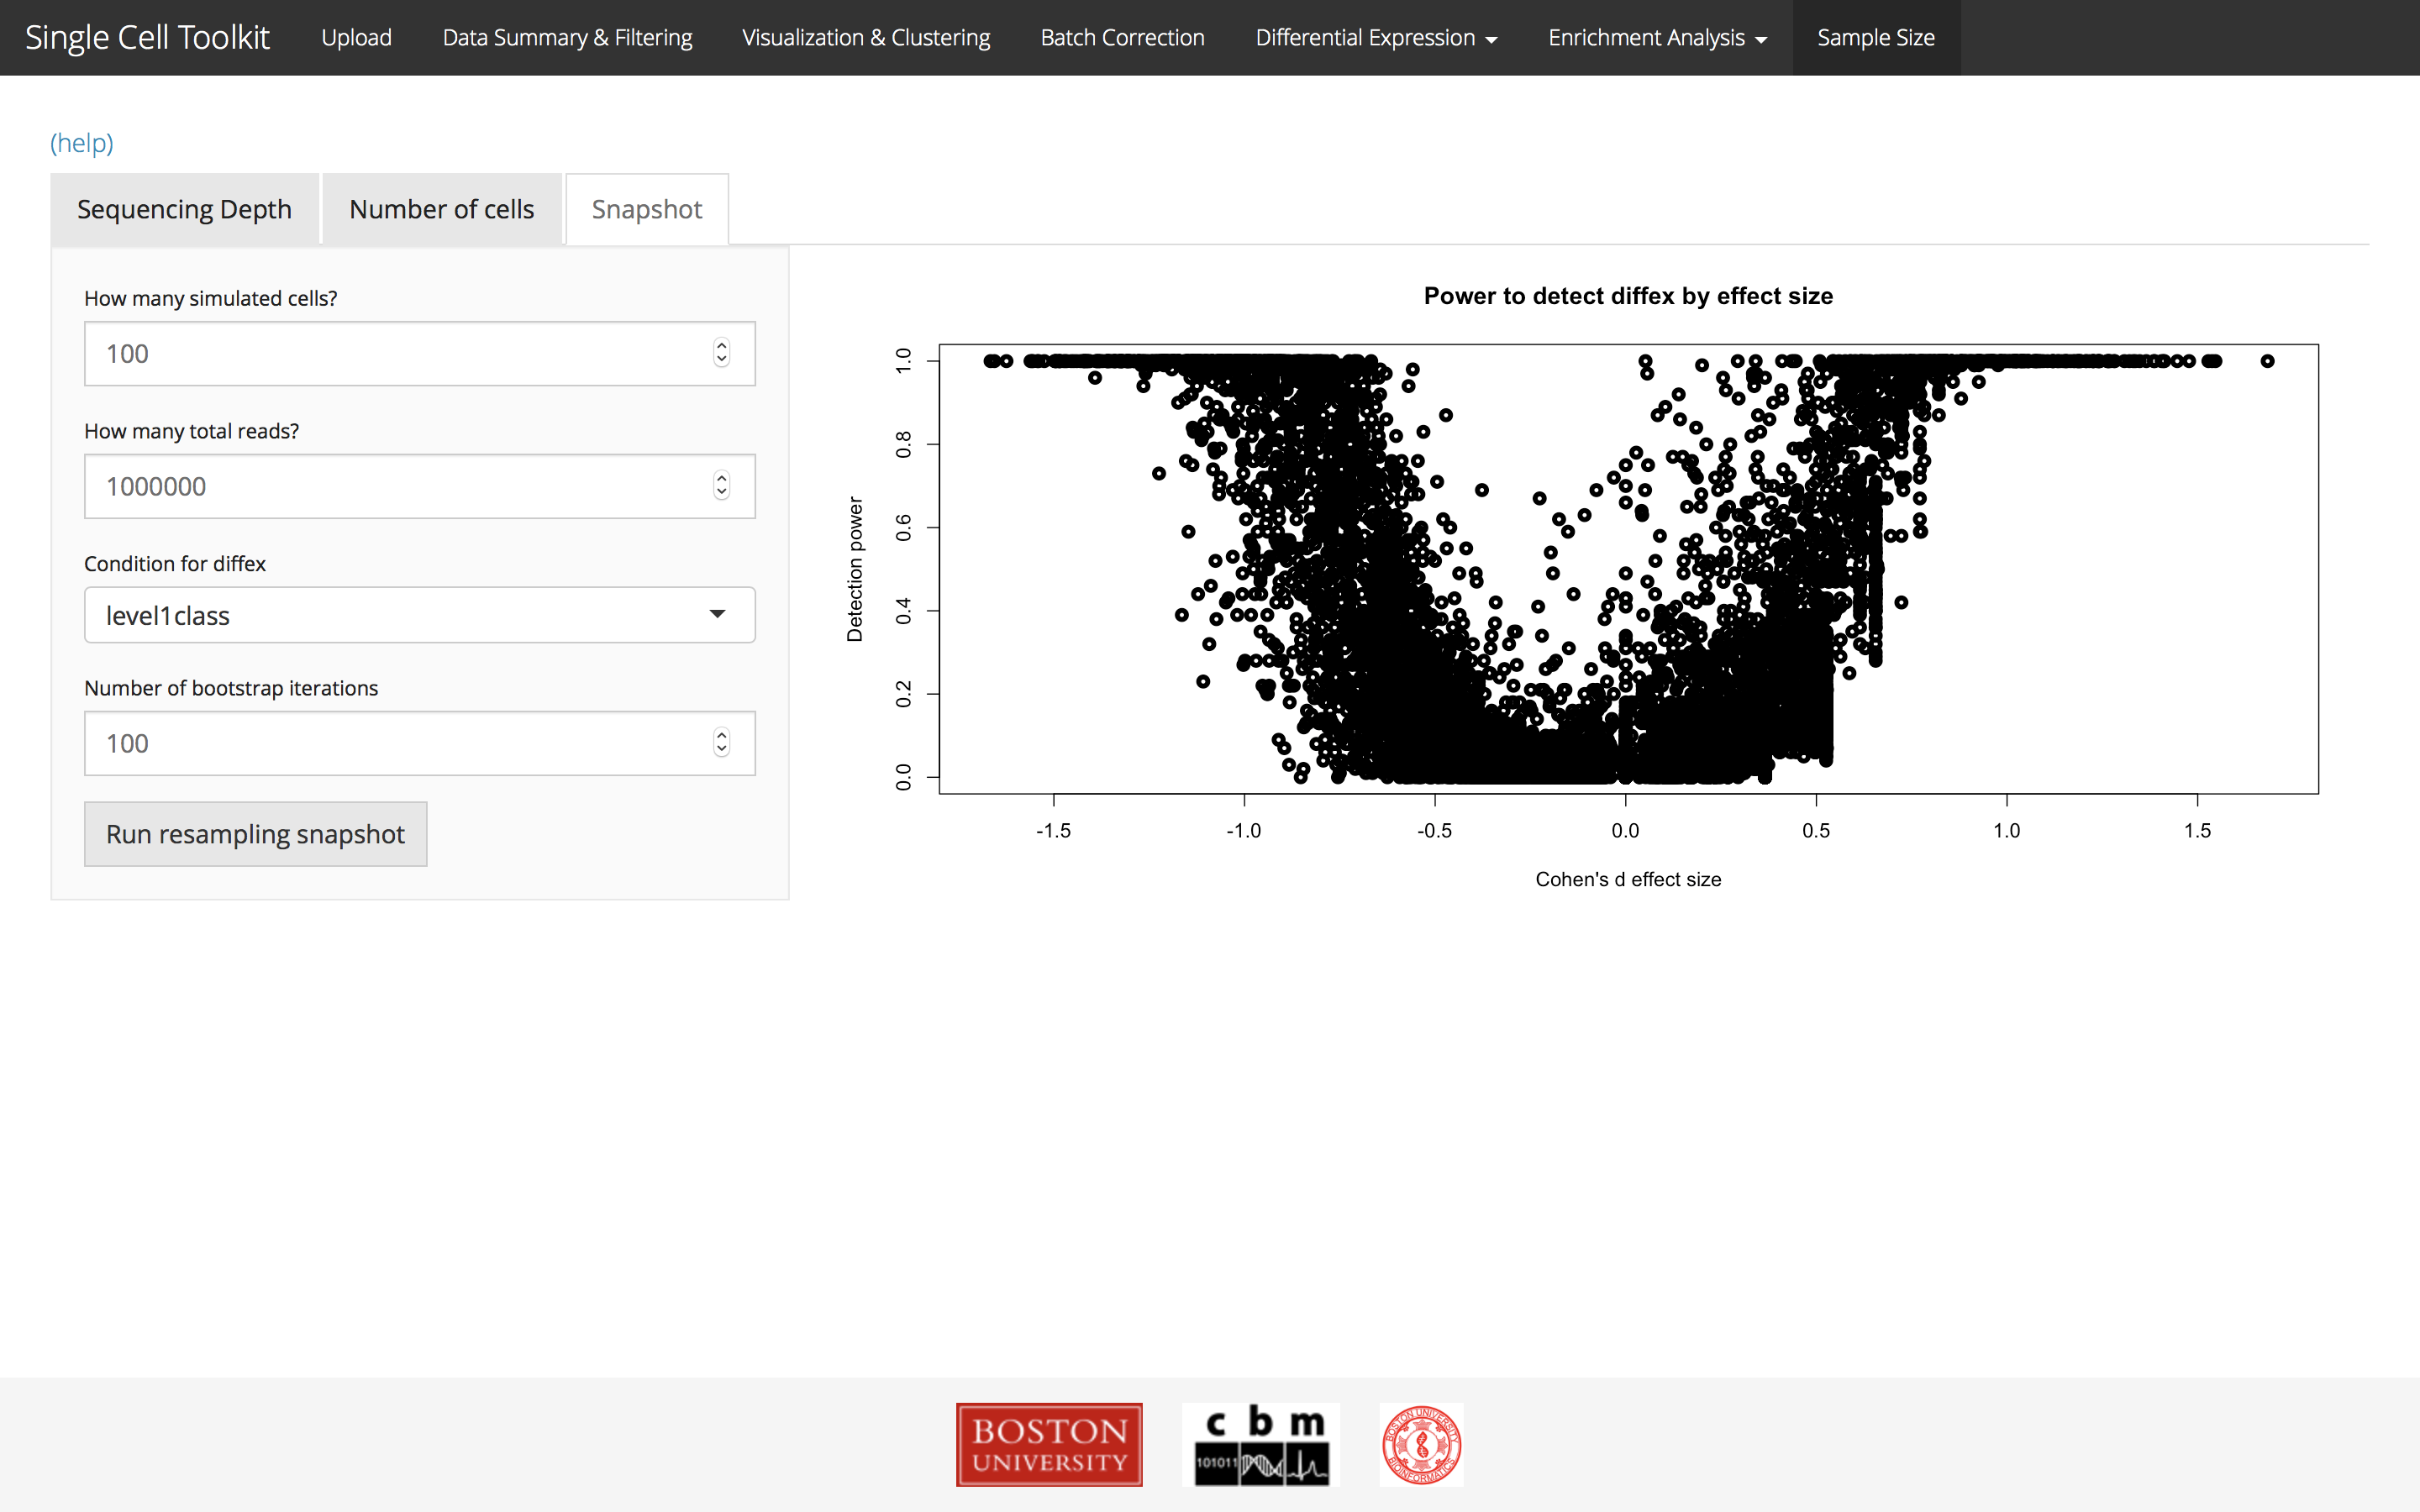 Single Cell Toolkit Upload Data Summary & Filtering Visualization & Clustering Batch Correction Differential Expression Enrichment Analysis Sample Size
(help)
Sequencing Depth Number of cells Snapshot
How many simulated cells?
100
How many total reads?
1000000
Condition for diffex
level1class
Number of bootstrap iterations
100
Run resampling snapshot
Power to detect diffex by effect size
Detection power
1.0
0.8
0.6
0.4
0.2
0.0
-1.5 -1.0 -0.5 0.0 0.5 1.0 1.5
Cohen's d effect size
BOSTON
UNIVERSITY
c b m
101011
BOSTON UNIVERSITY
BIOINFORMATICS